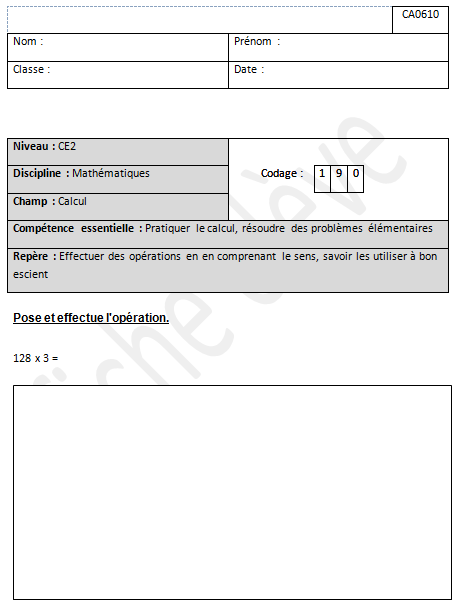 CA0610
Nom :
Prénom :
Classe :
Date :
Niveau : CE2
Discipline : Mathématiques
Codage : 1 9 0
Champ : Calcul
Compétence essentielle : Pratiquer le calcul, résoudre des problèmes élémentaires
Repère : Effectuer des opérations en en comprenant le sens, savoir les utiliser à bon
escient
Pose et effectue l'opération.
128 x 3 =
fiche élève